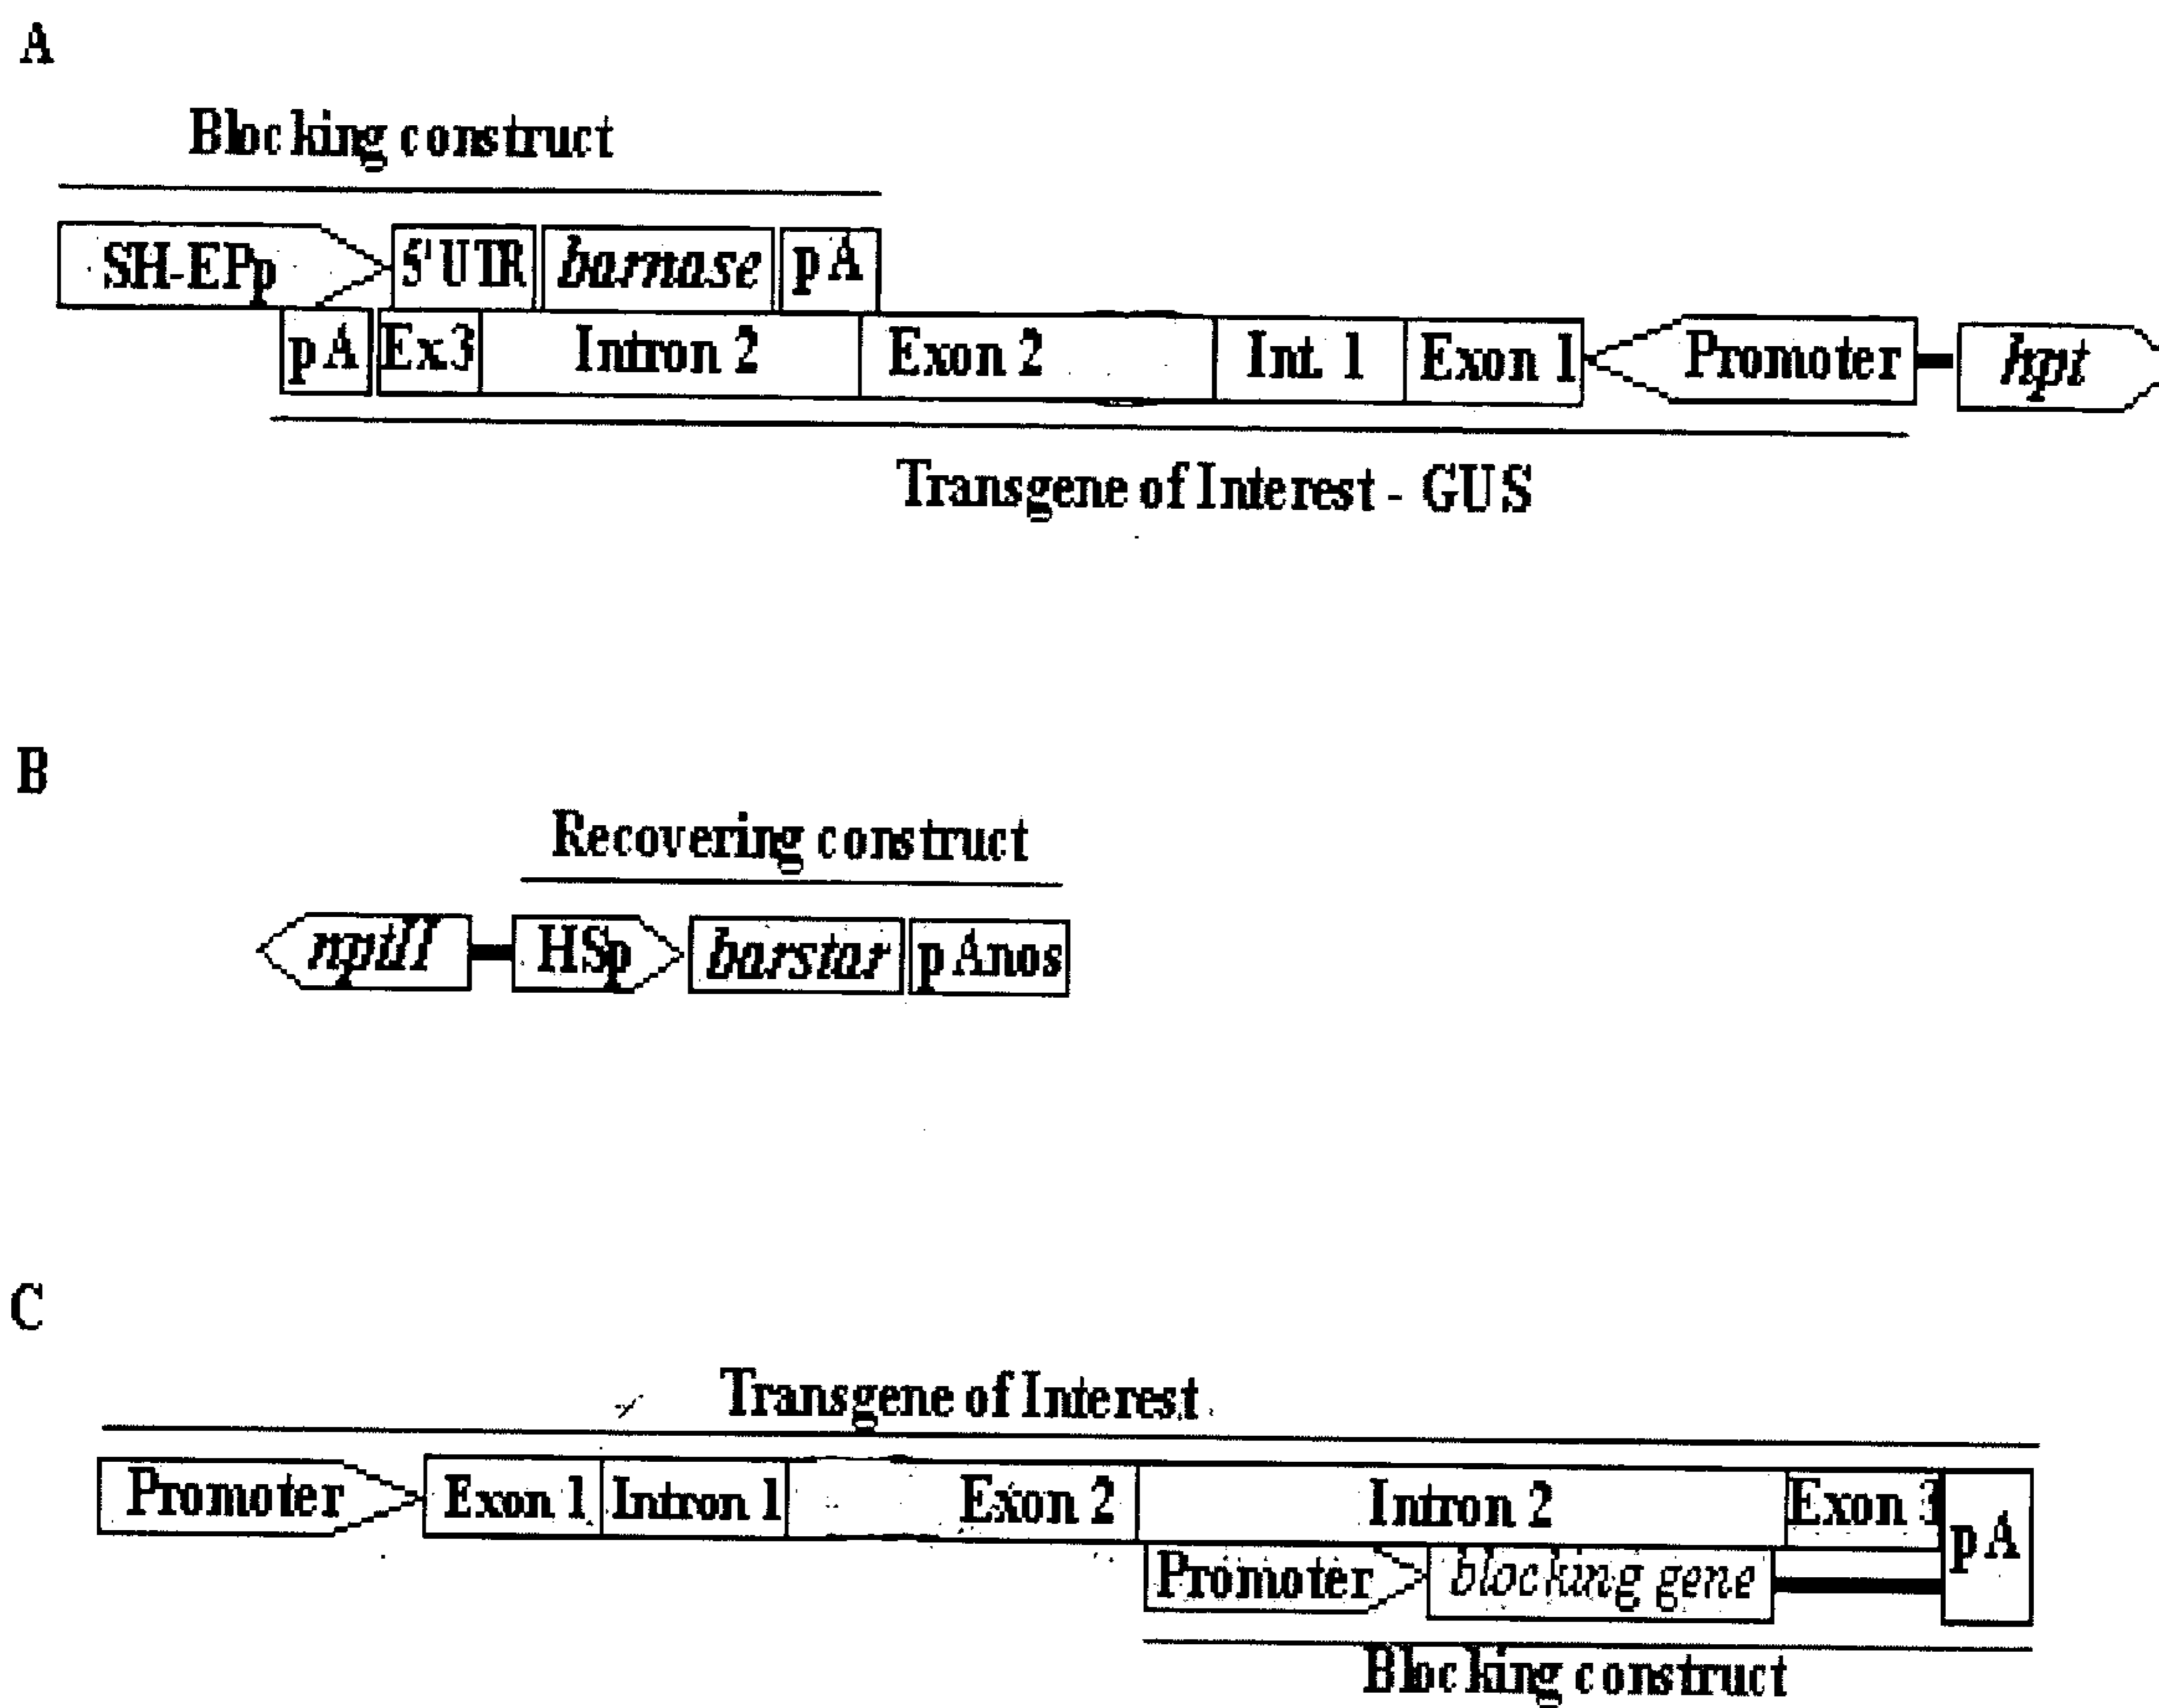 A
Blocking construct
SH-EPp 5'UTR barnase pA
pA Ex3 Intron 2 Exon 2 Int. 1 Exon 1 Promoter hpt
Transgene of Interest - GUS
B
Recovering construct
nptII HSp barstar pAnos
C
Transgene of Interest
Promoter Exon 1 Intron 1 Exon 2 Intron 2 Exon 3 pA
Promoter blocking gene
Blocking construct